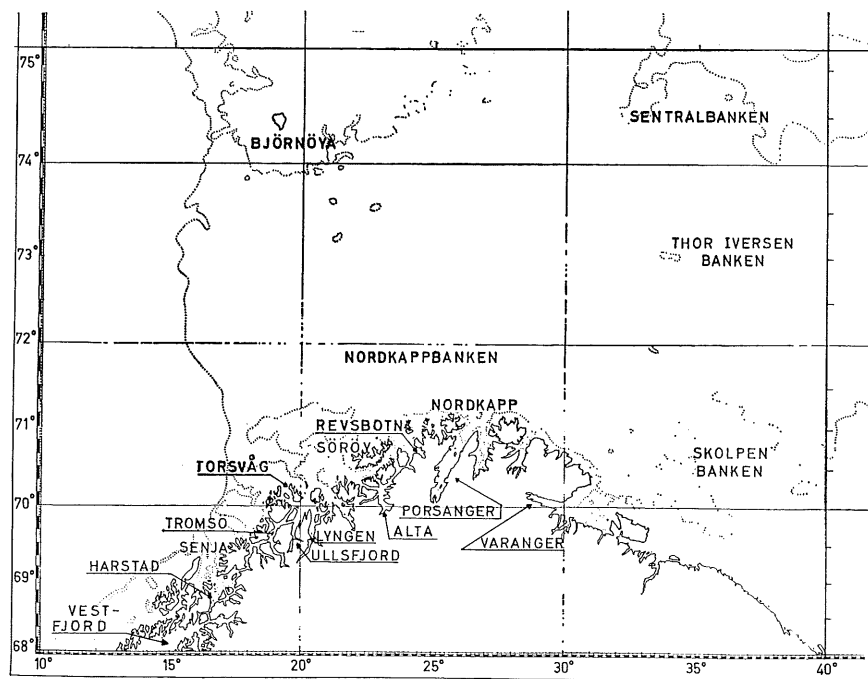 75°
SENTRALBANKEN
BJÖRNÖYA
74°
THOR IVERSEN
BANKEN
73°
72°
NORDKAPPBANKEN
71°
NORDKAPP
REVSBOTN
SÖRÖY
SKOLPEN
BANKEN
TORSVÅG
70°
PORSANGER
TROMSÖ
ALTA
LYNGEN
VARANGER
SENJA
ULLSFJORD
HARSTAD
69°
VEST-
FJORD
68°
10° 15° 20° 25° 30° 35° 40°